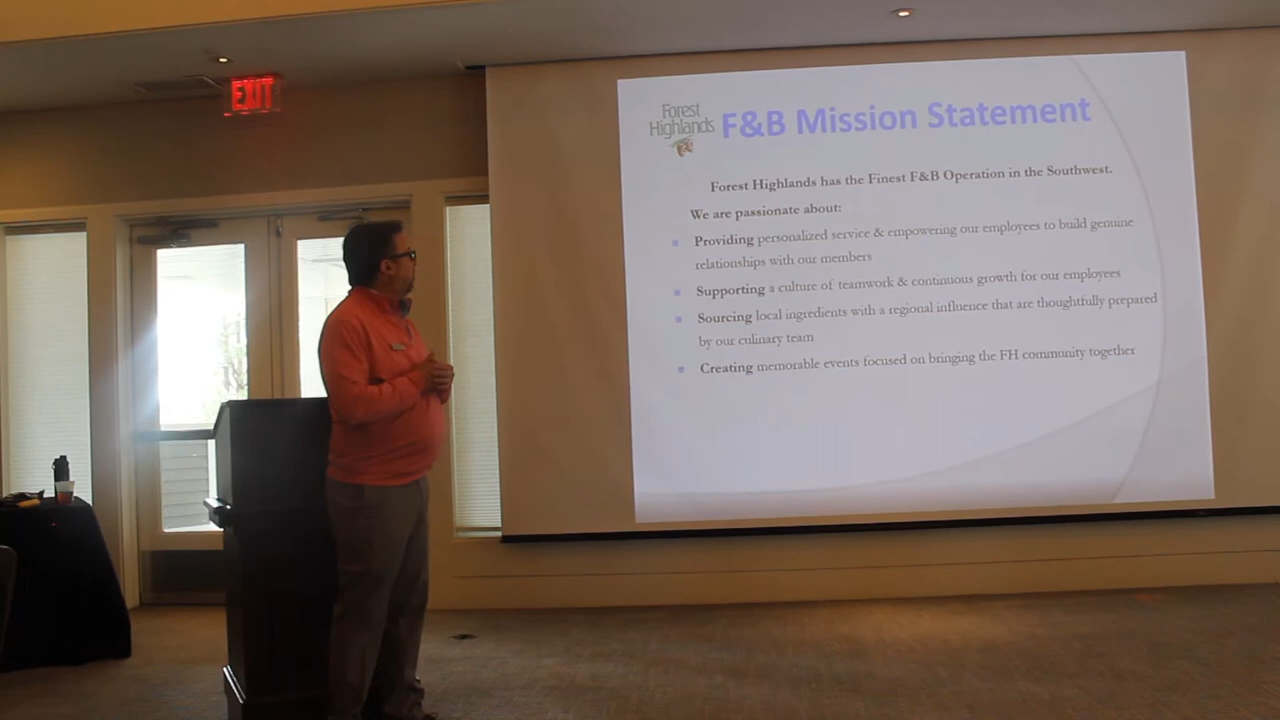 EXIT
Forest
Highlands
F&B Mission Statement
Forest Highlands has the Finest F&B Operation in the Southwest.
We are passionate about:
Providing personalized service & empowering our employees to build genuine
relationships with our members
Supporting a culture of teamwork & continuous growth for our employees
Sourcing local ingredients with a regional influence that are thoughtfully prepared
by our culinary team
Creating memorable events focused on bringing the FH community together